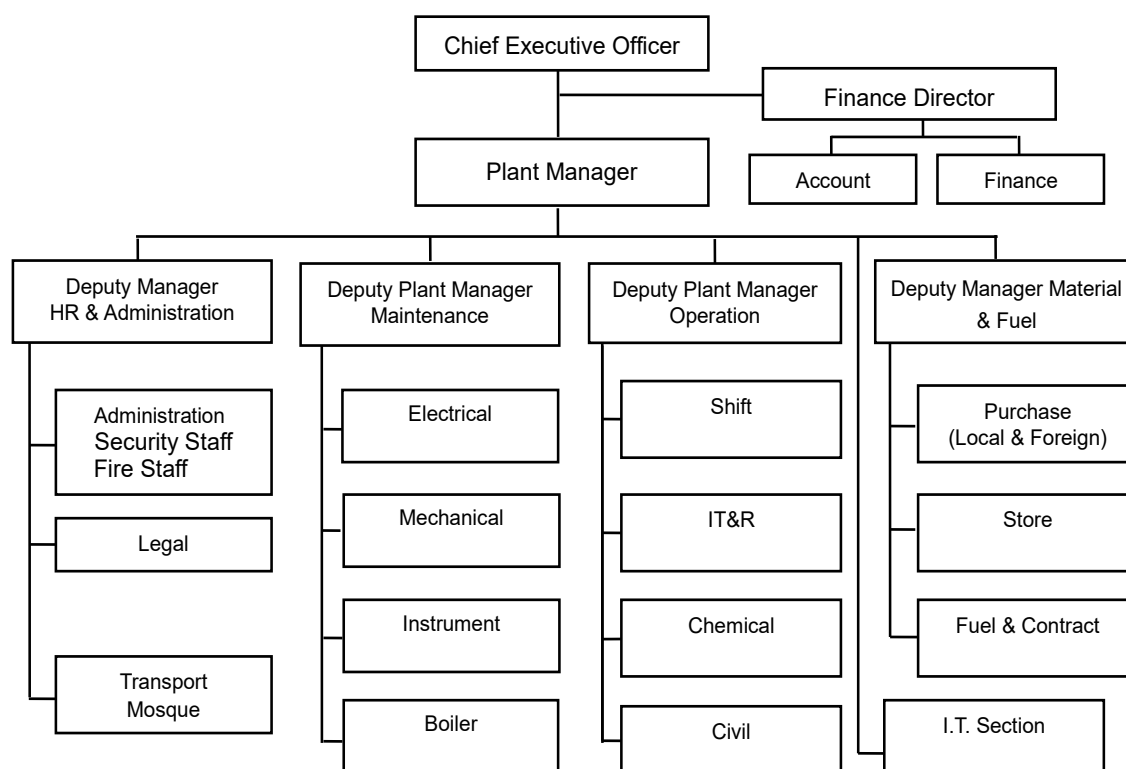 Chief Executive Officer
Finance Director
Plant Manager
Account
Finance
Deputy Manager
HR & Administration
Deputy Plant Manager
Maintenance
Deputy Plant Manager
Operation
Deputy Manager Material
& Fuel
Administration
Security Staff
Fire Staff
Legal
Transport
Mosque
Electrical
Mechanical
Instrument
Boiler
Shift
IT&R
Chemical
Civil
Purchase
(Local & Foreign)
Store
Fuel & Contract
I.T. Section